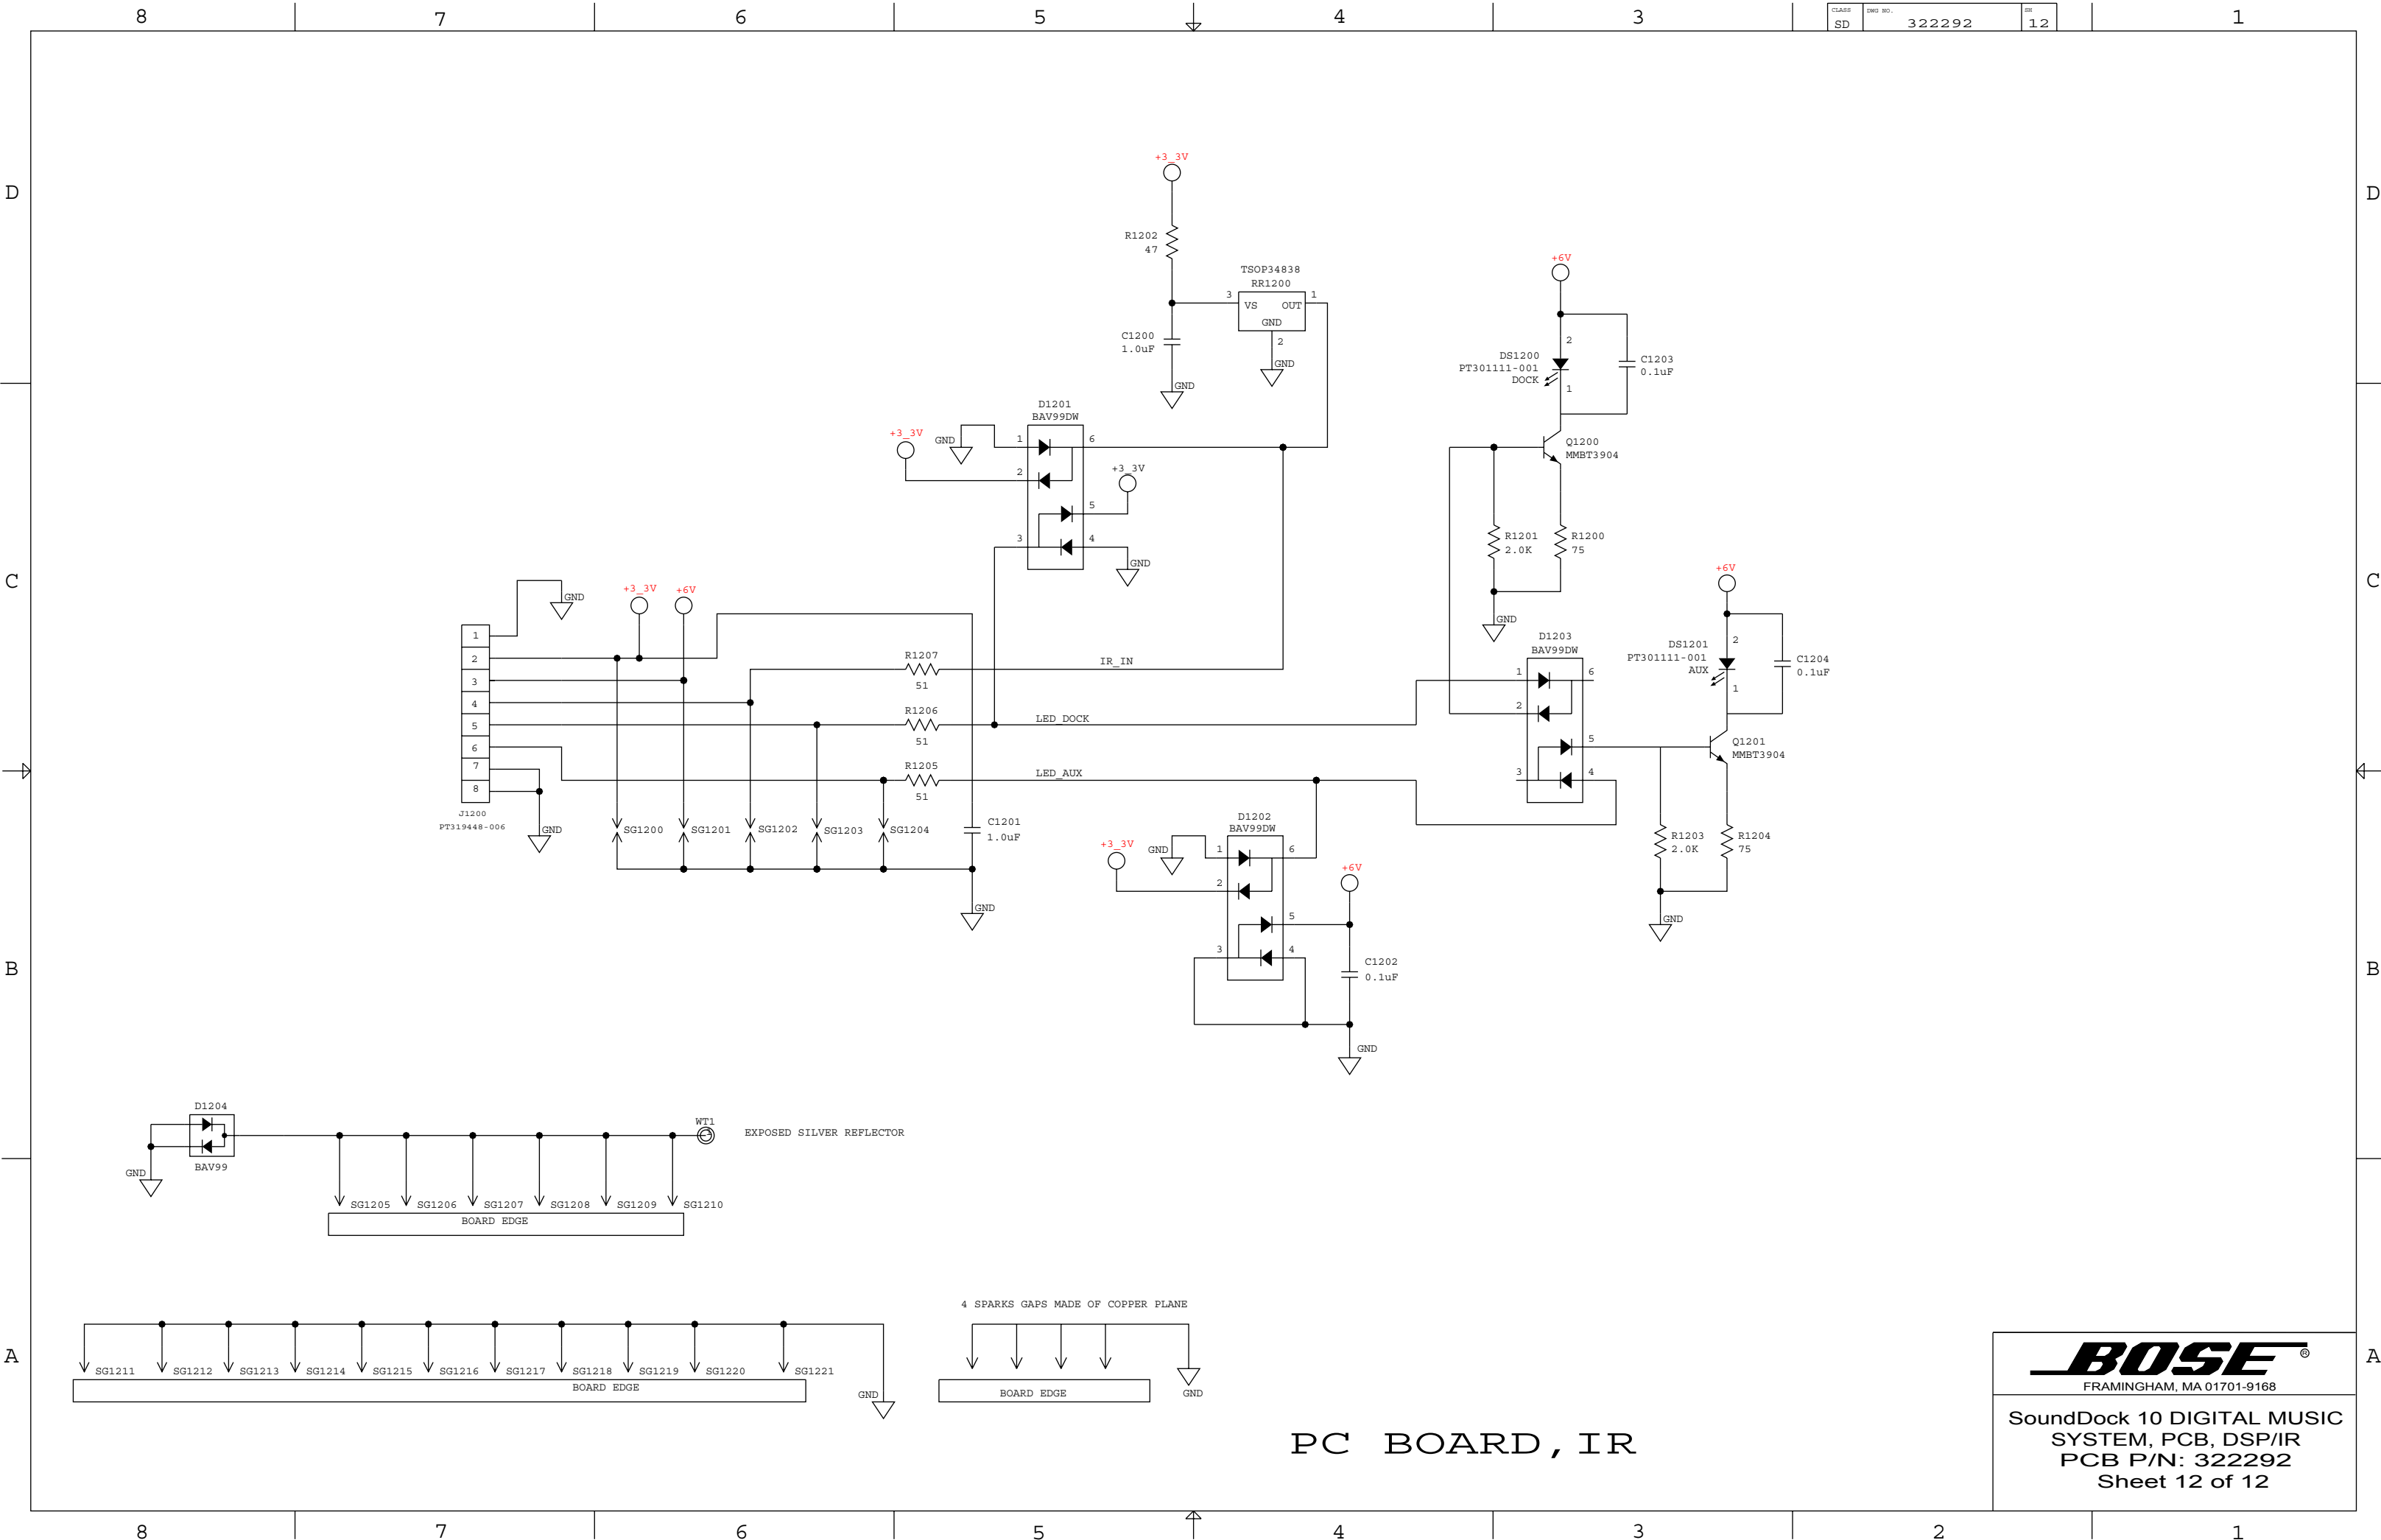 8 7 6 5 4 3 1
CLASS DWG NO. SH
SD 322292 12
D D
C C
B B
A A
+3_3V
R1202
47
TSOP34838
RR1200
3 VS OUT 1
GND
2
GND
C1200
1.0uF
GND
+6V
2
DS1200
PT301111-001
DOCK
1
C1203
0.1uF
D1201
BAV99DW
+3_3V
GND
1 6
2
+3_3V
5
3 4
GND
Q1200
MMBT3904
R1201
2.0K
R1200
75
GND
GND
+3_3V
+6V
1
2
3
4
5
6
7
8
J1200
PT319448-006
GND
R1207
51
IR_IN
R1206
51
LED_DOCK
R1205
51
LED_AUX
SG1200
SG1201
SG1202
SG1203
SG1204
C1201
1.0uF
GND
D1203
BAV99DW
1 6
2
5
3 4
+6V
2
DS1201
PT301111-001
AUX
1
C1204
0.1uF
Q1201
MMBT3904
R1203
2.0K
R1204
75
GND
D1202
BAV99DW
+3_3V
GND
1 6
2
+6V
5
3 4
C1202
0.1uF
GND
D1204
BAV99
GND
WT1
1
EXPOSED SILVER REFLECTOR
SG1205 SG1206 SG1207 SG1208 SG1209 SG1210
BOARD EDGE
4 SPARKS GAPS MADE OF COPPER PLANE
SG1211 SG1212 SG1213 SG1214 SG1215 SG1216 SG1217 SG1218 SG1219 SG1220 SG1221
BOARD EDGE
GND
BOARD EDGE
GND
PC BOARD,IR
BOSE®
FRAMINGHAM, MA 01701-9168
SoundDock 10 DIGITAL MUSIC
SYSTEM, PCB, DSP/IR
PCB P/N: 322292
Sheet 12 of 12
8 7 6 5 4 3 2 1